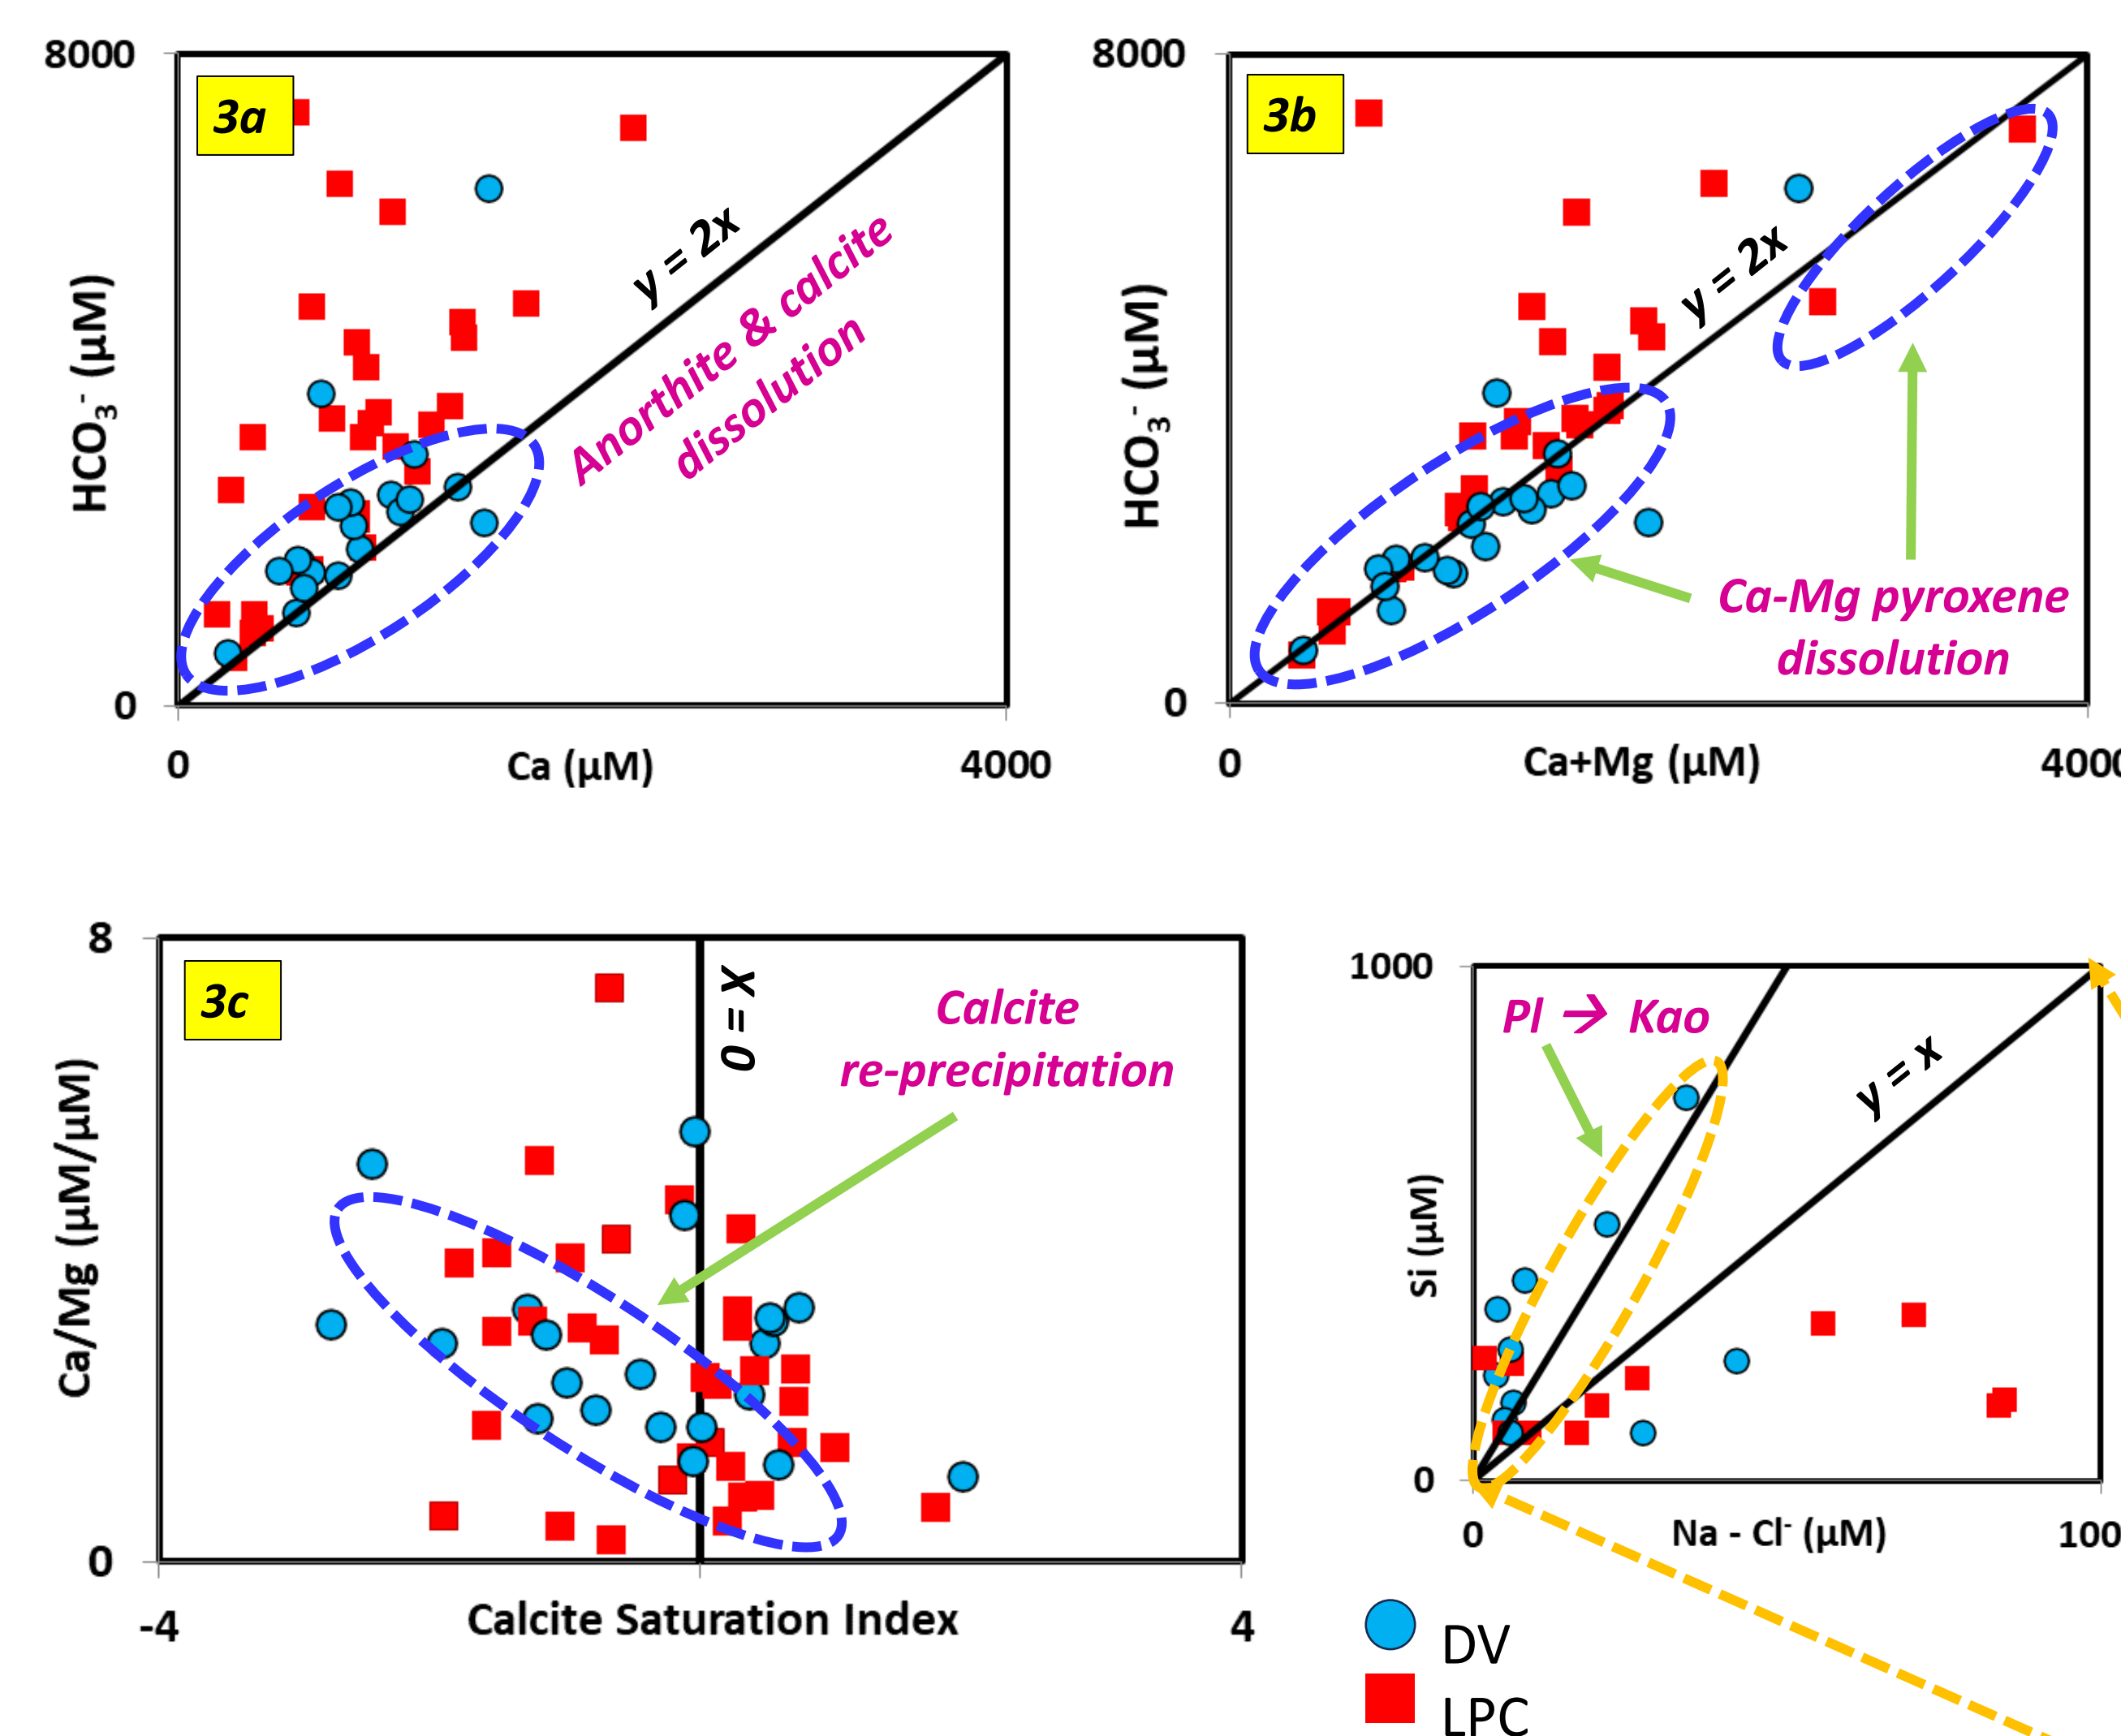 8000
3a
HCO₃⁻ (µM)
y = 2x
Anorthite & calcite
dissolution
0
0
Ca (µM)
4000
8000
3b
HCO₃⁻ (µM)
y = 2x
Ca-Mg pyroxene
dissolution
0
0
Ca+Mg (µM)
4000
8
3c
Ca/Mg (µM/µM)
0 = X
Calcite
re-precipitation
0
-4
Calcite Saturation Index
4
1000
Pl → Kao
y = x
Si (µM)
0
0
Na - Cl⁻ (µM)
100
DV
LPC